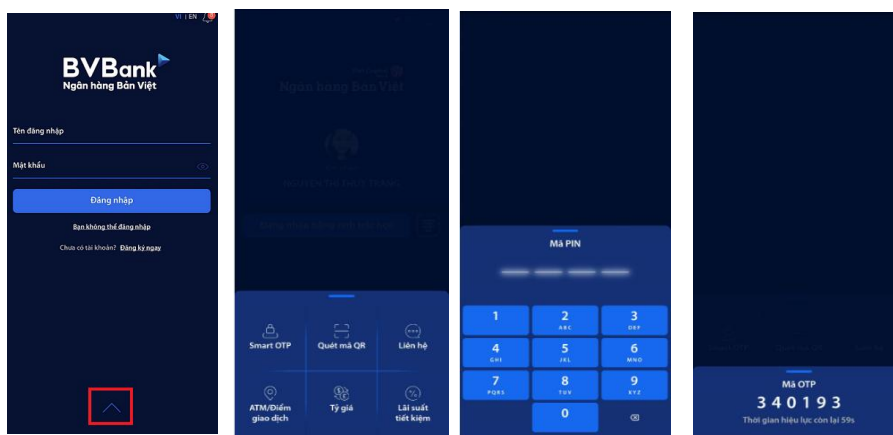 VI | EN
BVBank
Ngân hàng Bản Việt
Tên đăng nhập
Mật khẩu
Đăng nhập
Bạn không thể đăng nhập
Chưa có tài khoản? Đăng ký ngay
Ngân hàng Bản Việt
Smart OTP
Quét mã QR
Liên hệ
ATM/Điểm giao dịch
Tỷ giá
Lãi suất tiết kiệm
Mã PIN
1
2
ABC
3
DEF
4
GHI
5
JKL
6
MNO
7
PQRS
8
TUV
9
XYZ
0
Mã OTP
340193
Thời gian hiệu lực còn lại 59s